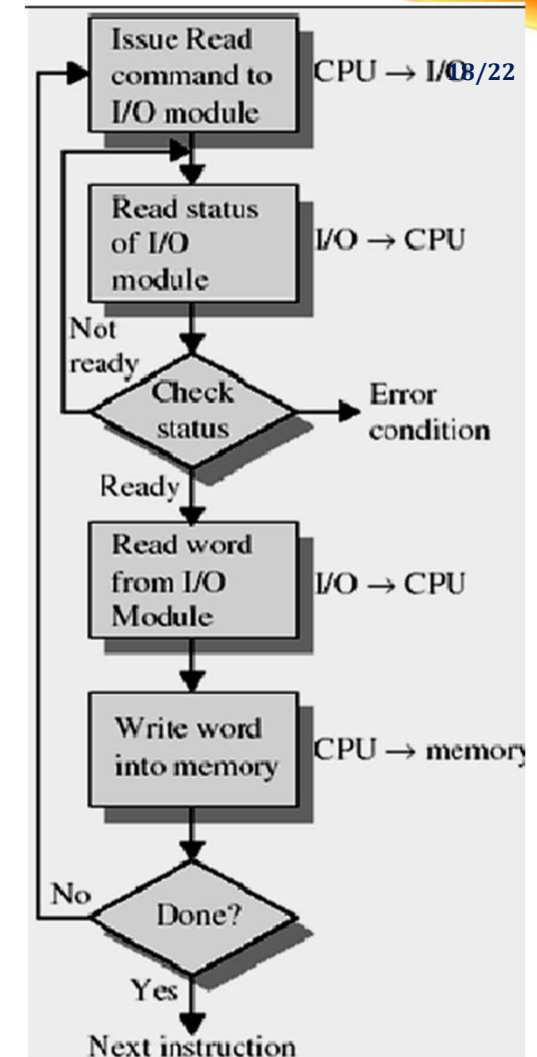 Issue Read
command to
I/O module
CPU → I/O
18/22
Read status
of I/O
module
I/O → CPU
Not
ready
Check
status
Error
condition
Ready
Read word
from I/O
Module
I/O → CPU
Write word
into memory
CPU → memory
No
Done?
Yes
Next instruction